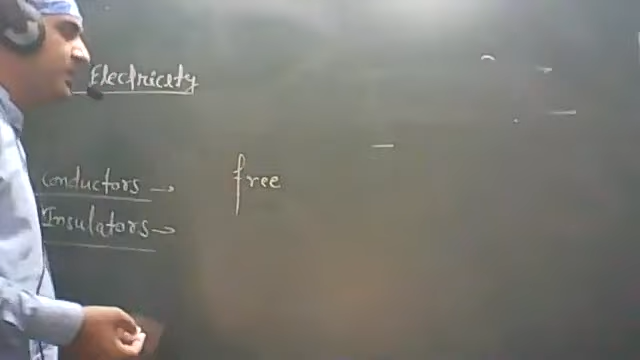 Electricity
conductors → free
Insulators →